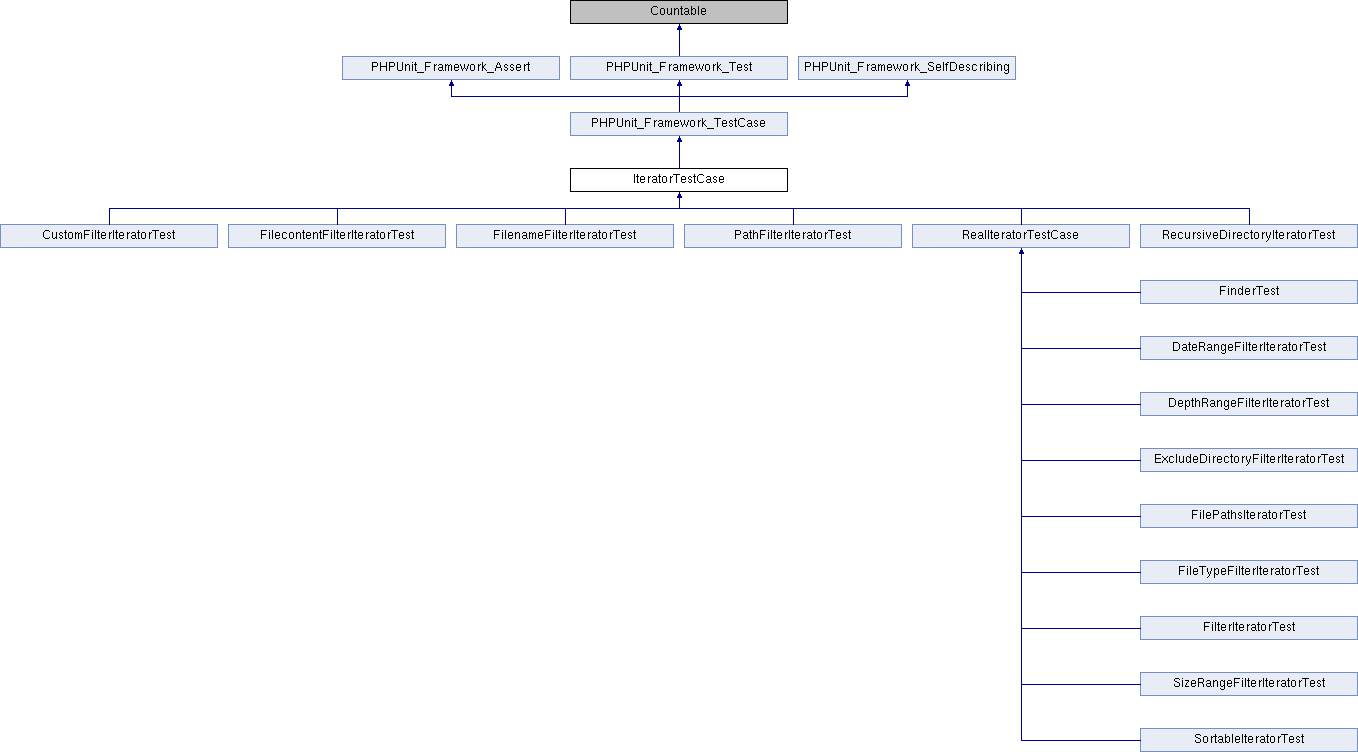 Countable
PHPUnit_Framework_Assert
PHPUnit_Framework_Test
PHPUnit_Framework_SelfDescribing
PHPUnit_Framework_TestCase
IteratorTestCase
CustomFilterIteratorTest
FilecontentFilterIteratorTest
FilenameFilterIteratorTest
PathFilterIteratorTest
RealIteratorTestCase
RecursiveDirectoryIteratorTest
FinderTest
DateRangeFilterIteratorTest
DepthRangeFilterIteratorTest
ExcludeDirectoryFilterIteratorTest
FilePathsIteratorTest
FileTypeFilterIteratorTest
FilterIteratorTest
SizeRangeFilterIteratorTest
SortableIteratorTest